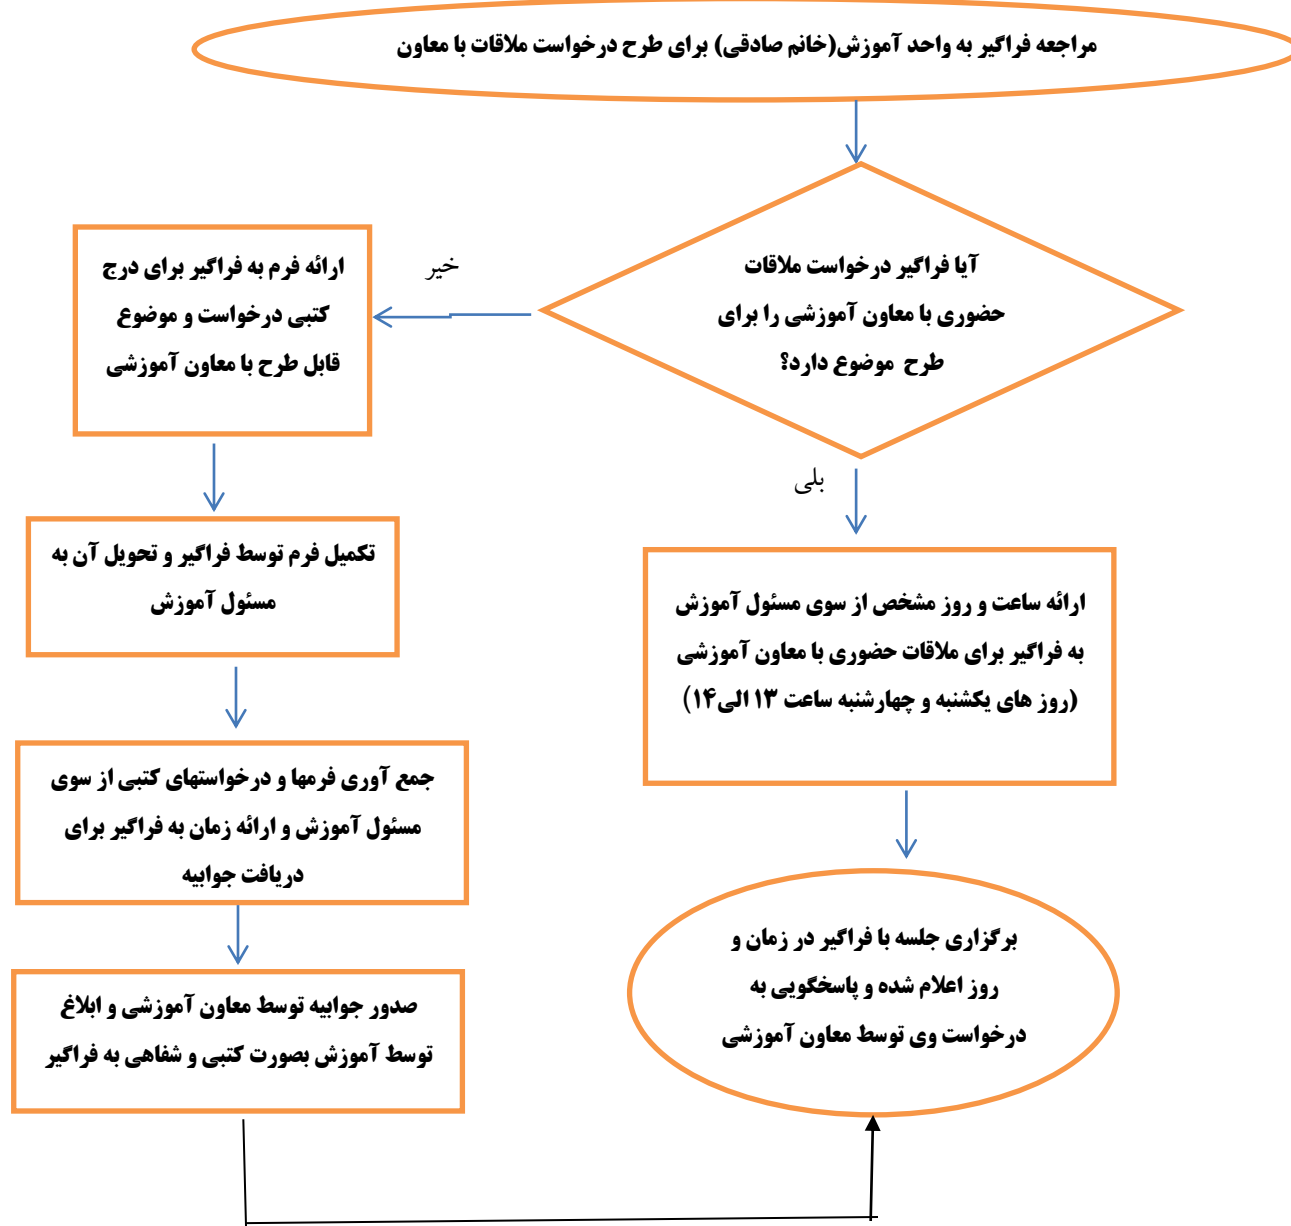 مراجعه فراگیر به واحد آموزش(خانم صادقی) برای طرح درخواست ملاقات با معاون
آیا فراگیر درخواست ملاقات
حضوری با معاون آموزشی را برای
طرح موضوع دارد؟
خیر
ارائه فرم به فراگیر برای درج
کتبی درخواست و موضوع
قابل طرح با معاون آموزشی
بلی
تکمیل فرم توسط فراگیر و تحویل آن به
مسئول آموزش
ارائه ساعت و روز مشخص از سوی مسئول آموزش
به فراگیر برای ملاقات حضوری با معاون آموزشی
(روز های یکشنبه و چهارشنبه ساعت ۱۳ الی۱۴)
جمع آوری فرمها و درخواستهای کتبی از سوی
مسئول آموزش و ارائه زمان به فراگیر برای
دریافت جوابیه
برگزاری جلسه با فراگیر در زمان و
روز اعلام شده و پاسخگویی به
درخواست وی توسط معاون آموزشی
صدور جوابیه توسط معاون آموزشی و ابلاغ
توسط آموزش بصورت کتبی و شفاهی به فراگیر